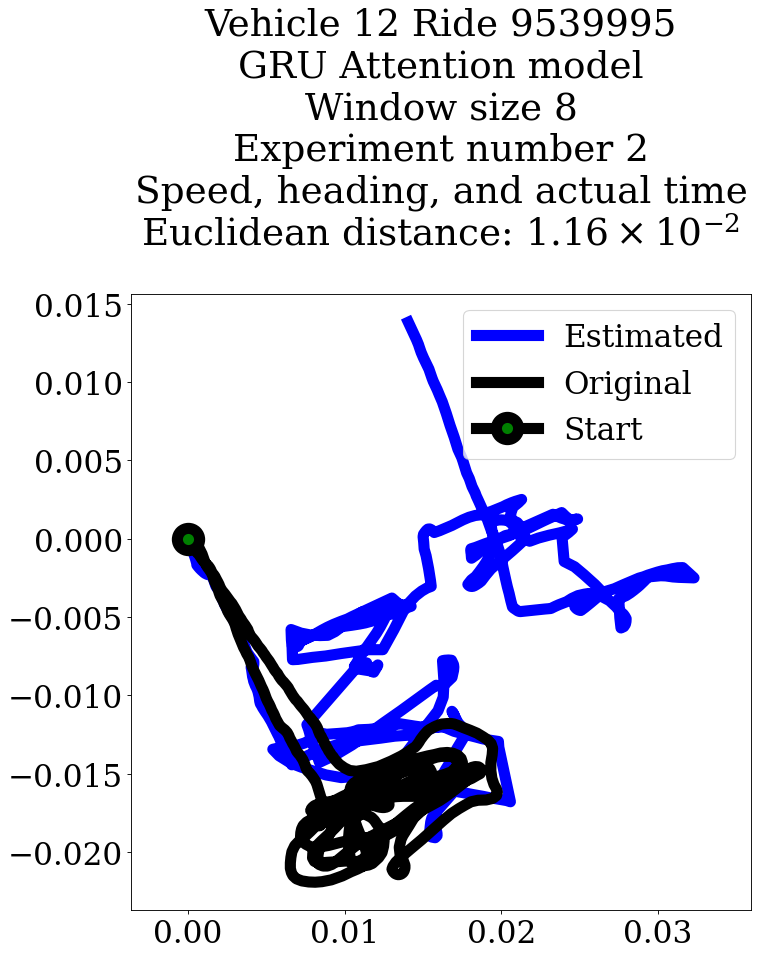 Vehicle 12 Ride 9539995
GRU Attention model
Window size 8
Experiment number 2
Speed, heading, and actual time
Euclidean distance: 1.16 × 10⁻²
Estimated
Original
Start
0.015
0.010
0.005
0.000
−0.005
−0.010
−0.015
−0.020
0.00 0.01 0.02 0.03